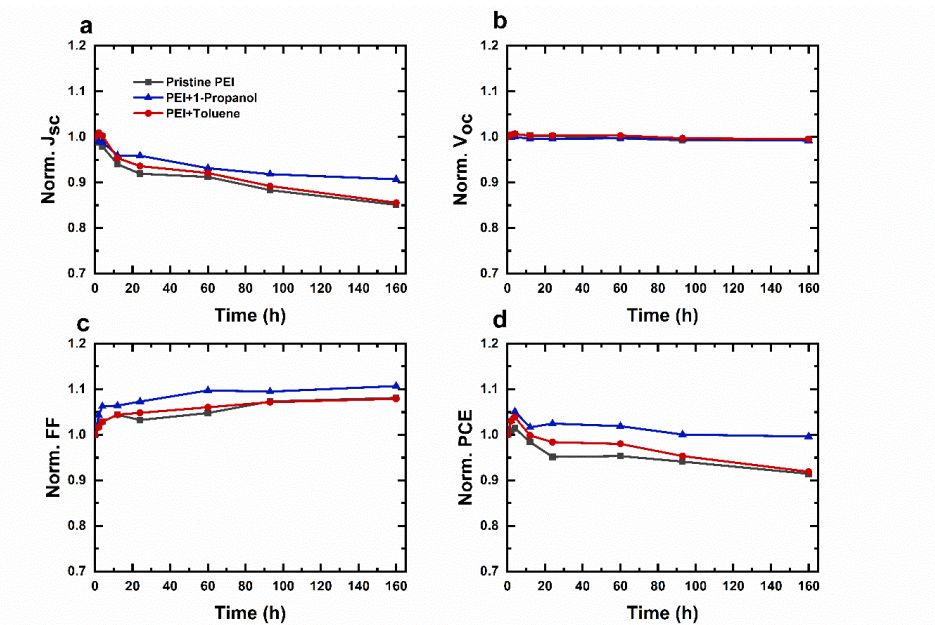 a
1.2
1.1
1.0
0.9
0.8
0.7
Norm. JSC
Pristine PEI
PEI+1-Propanol
PEI+Toluene
0 20 40 60 80 100 120 140 160
Time (h)
b
1.2
1.1
1.0
0.9
0.8
0.7
Norm. VOC
0 20 40 60 80 100 120 140 160
Time (h)
c
1.2
1.1
1.0
0.9
0.8
0.7
Norm. FF
0 20 40 60 80 100 120 140 160
Time (h)
d
1.2
1.1
1.0
0.9
0.8
0.7
Norm. PCE
0 20 40 60 80 100 120 140 160
Time (h)